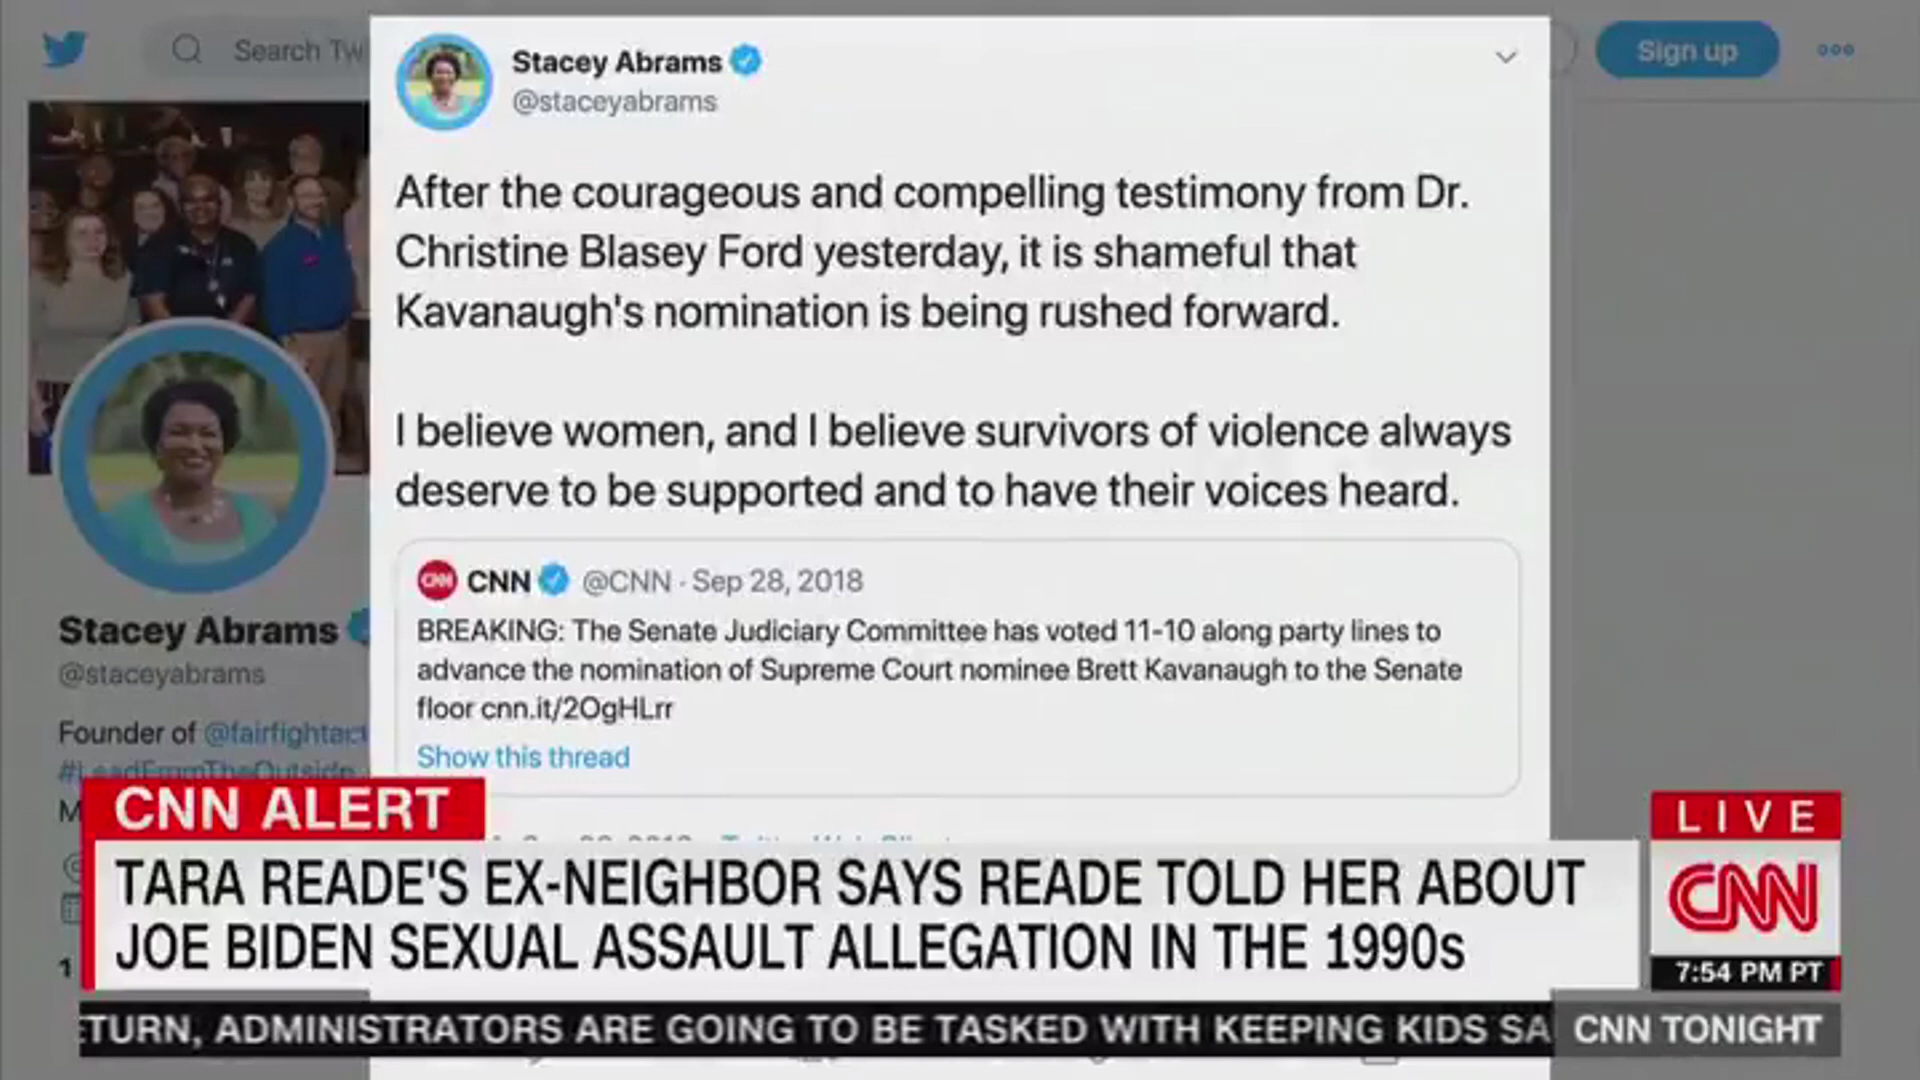 Search Tw
Sign up
Stacey Abrams
@staceyabrams
After the courageous and compelling testimony from Dr.
Christine Blasey Ford yesterday, it is shameful that
Kavanaugh's nomination is being rushed forward.
I believe women, and I believe survivors of violence always
deserve to be supported and to have their voices heard.
CNN CNN @CNN · Sep 28, 2018
BREAKING: The Senate Judiciary Committee has voted 11-10 along party lines to
advance the nomination of Supreme Court nominee Brett Kavanaugh to the Senate
floor cnn.it/2OgHLrr
Show this thread
Stacey Abrams
@staceyabrams
Founder of @fairfightact
#LeadFromTheOutside
M
1
CNN ALERT
TARA READE'S EX-NEIGHBOR SAYS READE TOLD HER ABOUT
JOE BIDEN SEXUAL ASSAULT ALLEGATION IN THE 1990s
LIVE
CNN
7:54 PM PT
TURN, ADMINISTRATORS ARE GOING TO BE TASKED WITH KEEPING KIDS SA
CNN TONIGHT